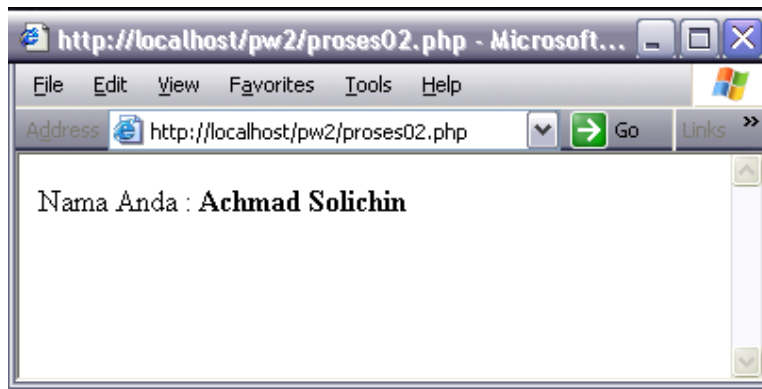 http://localhost/pw2/proses02.php - Microsoft...
File Edit View Favorites Tools Help
Address http://localhost/pw2/proses02.php Go Links »
Nama Anda : Achmad Solichin